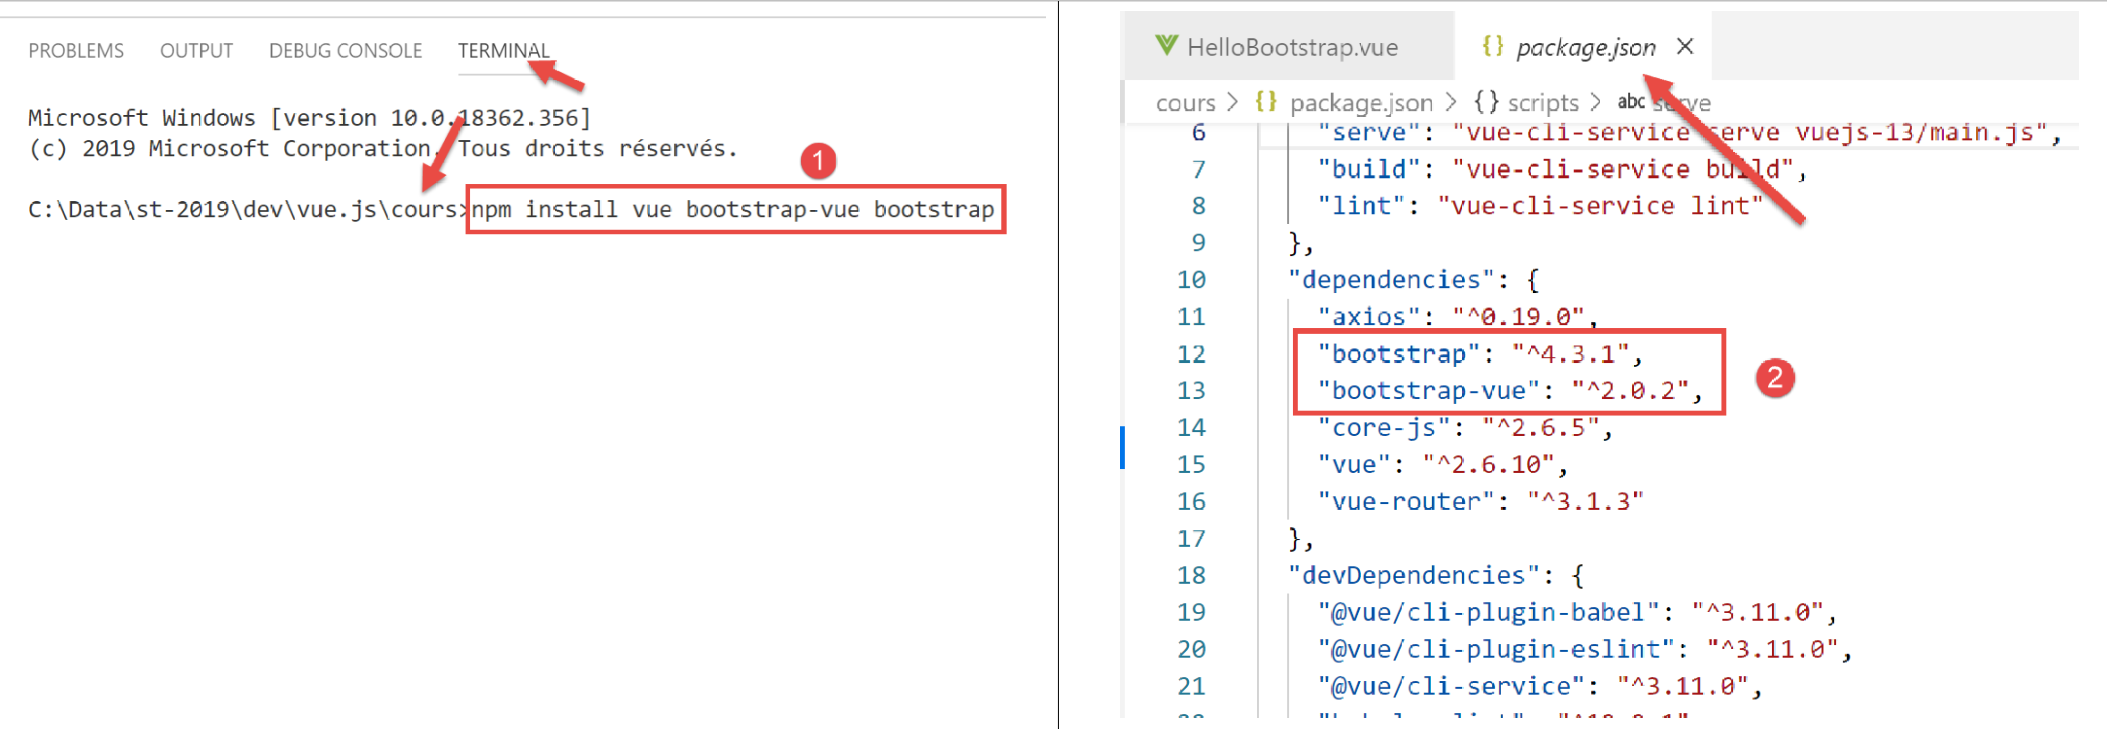 PROBLEMS OUTPUT DEBUG CONSOLE TERMINAL
Microsoft Windows [version 10.0.18362.356]
(c) 2019 Microsoft Corporation. Tous droits réservés.
1
C:\Data\st-2019\dev\vue.js\cours>npm install vue bootstrap-vue bootstrap
HelloBootstrap.vue {} package.json ×
cours > {} package.json > {} scripts > abc serve
6 "serve": "vue-cli-service serve vuejs-13/main.js",
7 "build": "vue-cli-service build",
8 "lint": "vue-cli-service lint"
9 },
10 "dependencies": {
11 "axios": "^0.19.0",
12 "bootstrap": "^4.3.1",
13 "bootstrap-vue": "^2.0.2",
2
14 "core-js": "^2.6.5",
15 "vue": "^2.6.10",
16 "vue-router": "^3.1.3"
17 },
18 "devDependencies": {
19 "@vue/cli-plugin-babel": "^3.11.0",
20 "@vue/cli-plugin-eslint": "^3.11.0",
21 "@vue/cli-service": "^3.11.0",